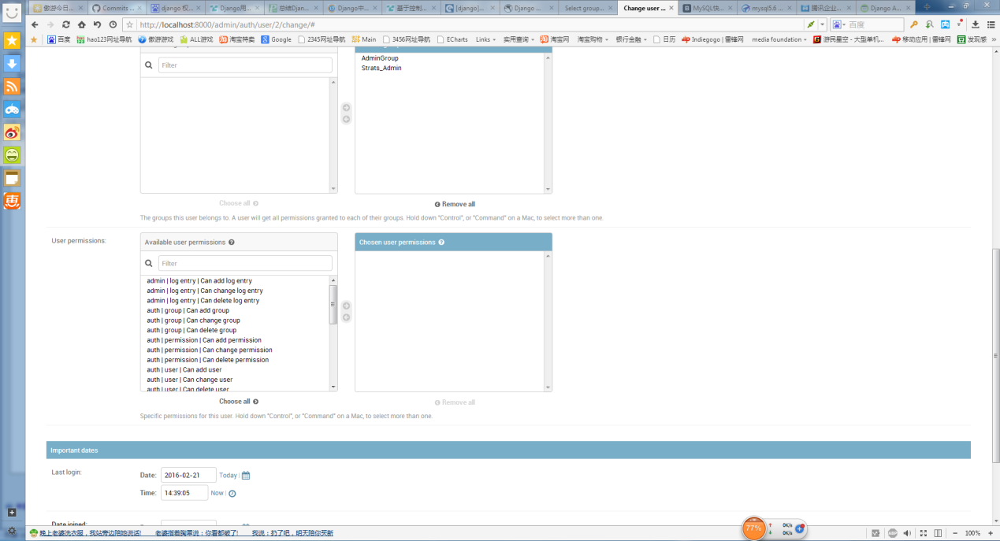 傲游今日...
Commits ...
django 权...
Django用...
总结Djan...
Django中...
基于控制...
[django]...
Django ...
Select group...
Change user ...
MySQL快...
mysql5.6 ...
腾讯企业...
Django A...
http://localhost:8000/admin/auth/user/2/change/#
百度
百度 hao123网址导航 傲游游戏 ALL游戏 淘宝特卖 Google 2345网址导航 Main 3456网址导航 ECharts Links 实用查询 淘宝网 淘宝购物 银行金融 日历 Indiegogo | 雷锋网 media foundation 游民星空 - 大型单机... 移动应用 | 雷锋网 发现感
Filter
AdminGroup
Strats_Admin
Choose all
Remove all
The groups this user belongs to. A user will get all permissions granted to each of their groups. Hold down "Control", or "Command" on a Mac, to select more than one.
User permissions:
Available user permissions
Chosen user permissions
Filter
admin | log entry | Can add log entry
admin | log entry | Can change log entry
admin | log entry | Can delete log entry
auth | group | Can add group
auth | group | Can change group
auth | group | Can delete group
auth | permission | Can add permission
auth | permission | Can change permission
auth | permission | Can delete permission
auth | user | Can add user
auth | user | Can change user
auth | user | Can delete user
Choose all
Remove all
Specific permissions for this user. Hold down "Control", or "Command" on a Mac, to select more than one.
Important dates
Last login:
Date: 2016-02-21 Today
Time: 14:39:05 Now
Date joined:
晚上老婆洗衣服，我站旁边陪她说话! 老婆指着胸罩说：你看都破了! 我说：扔了吧，明天陪你买新
77%
0K/s
0K/s
100%